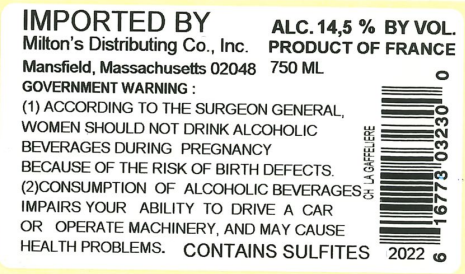 IMPORTED BY
Milton's Distributing Co., Inc.
Mansfield, Massachusetts 02048
ALC. 14,5 % BY VOL.
PRODUCT OF FRANCE
750 ML
GOVERNMENT WARNING :
(1) ACCORDING TO THE SURGEON GENERAL,
WOMEN SHOULD NOT DRINK ALCOHOLIC
BEVERAGES DURING PREGNANCY
BECAUSE OF THE RISK OF BIRTH DEFECTS.
(2)CONSUMPTION OF ALCOHOLIC BEVERAGES
IMPAIRS YOUR ABILITY TO DRIVE A CAR
OR OPERATE MACHINERY, AND MAY CAUSE
HEALTH PROBLEMS. CONTAINS SULFITES
CH LA GAFFELIERE
6 16773 03230 0
2022